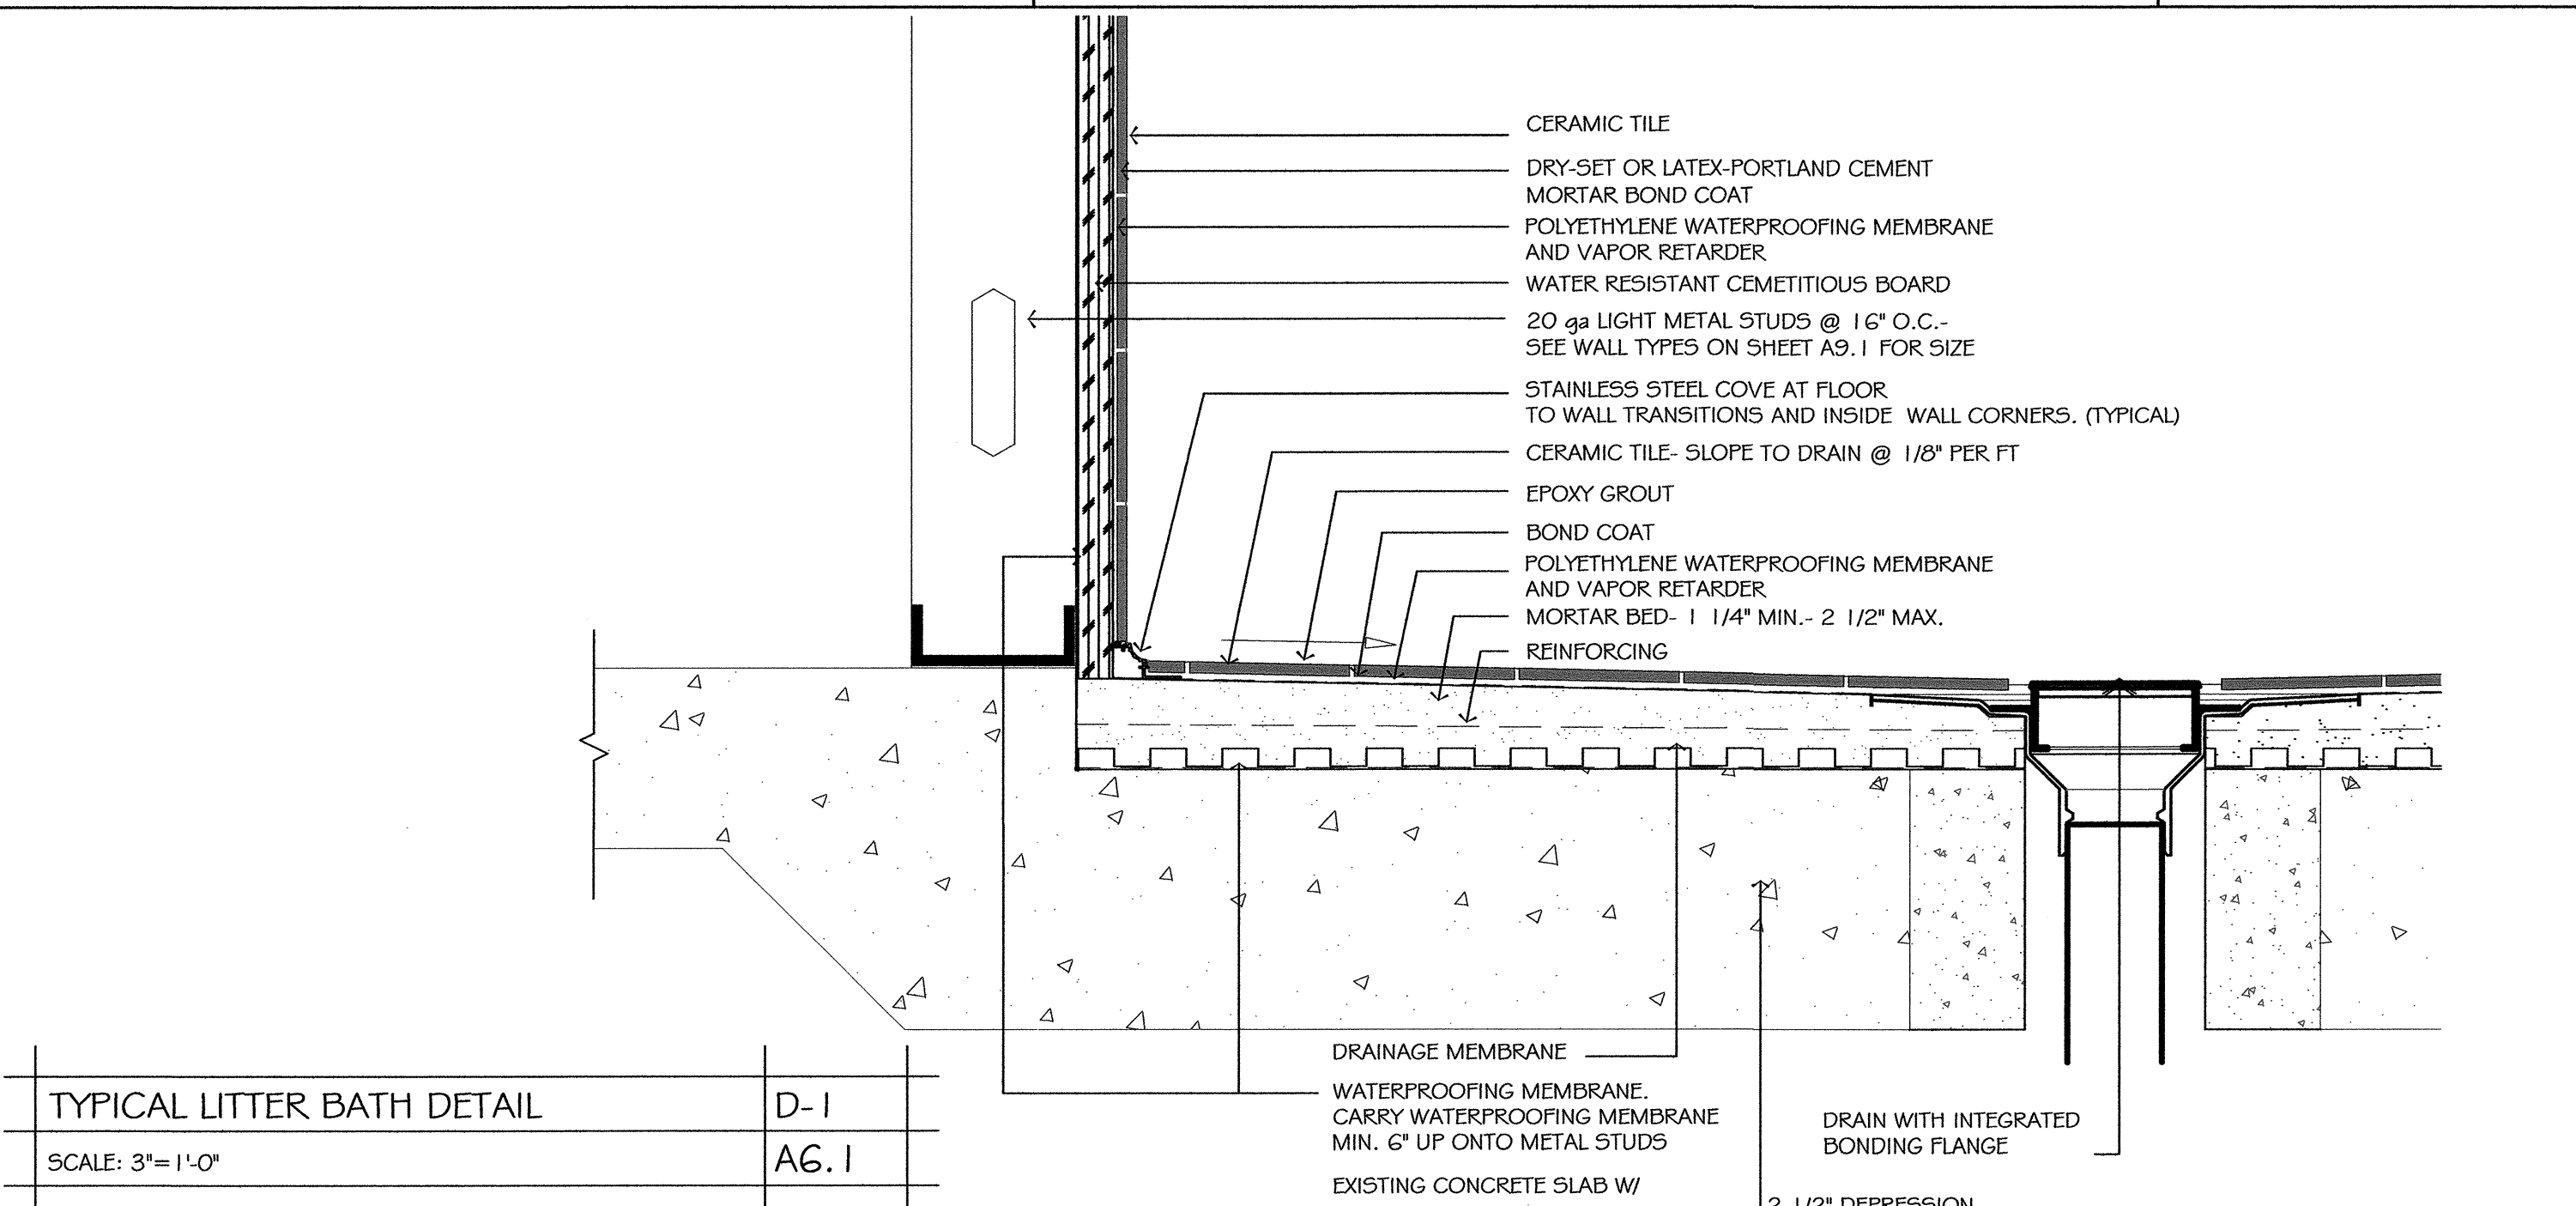 CERAMIC TILE
DRY-SET OR LATEX-PORTLAND CEMENT
MORTAR BOND COAT
POLYETHYLENE WATERPROOFING MEMBRANE
AND VAPOR RETARDER
WATER RESISTANT CEMETITIOUS BOARD
20 ga LIGHT METAL STUDS @ 16" O.C.-
SEE WALL TYPES ON SHEET A9.1 FOR SIZE
STAINLESS STEEL COVE AT FLOOR
TO WALL TRANSITIONS AND INSIDE WALL CORNERS. (TYPICAL)
CERAMIC TILE- SLOPE TO DRAIN @ 1/8" PER FT
EPOXY GROUT
BOND COAT
POLYETHYLENE WATERPROOFING MEMBRANE
AND VAPOR RETARDER
MORTAR BED- 1 1/4" MIN.- 2 1/2" MAX.
REINFORCING
DRAINAGE MEMBRANE
WATERPROOFING MEMBRANE.
CARRY WATERPROOFING MEMBRANE
MIN. 6" UP ONTO METAL STUDS
EXISTING CONCRETE SLAB W/
2 1/2" DEPRESSION
DRAIN WITH INTEGRATED
BONDING FLANGE
TYPICAL LITTER BATH DETAIL
D-1
SCALE: 3"=1'-0"
A6.1